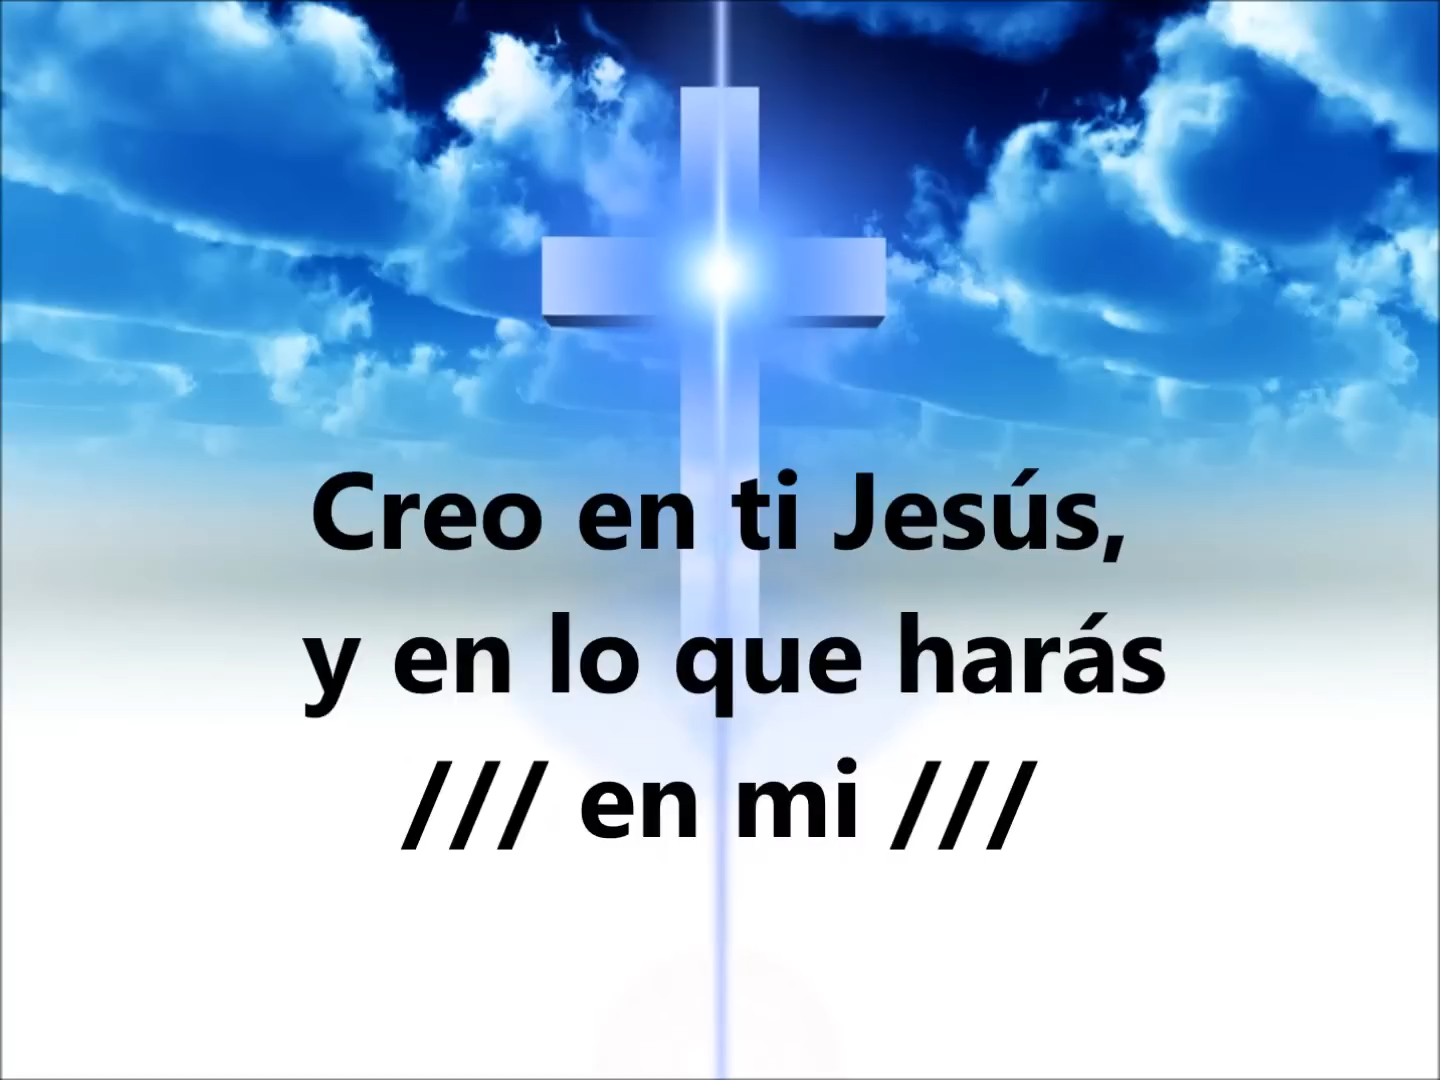 Creo en ti Jesús,
y en lo que harás
/// en mi ///